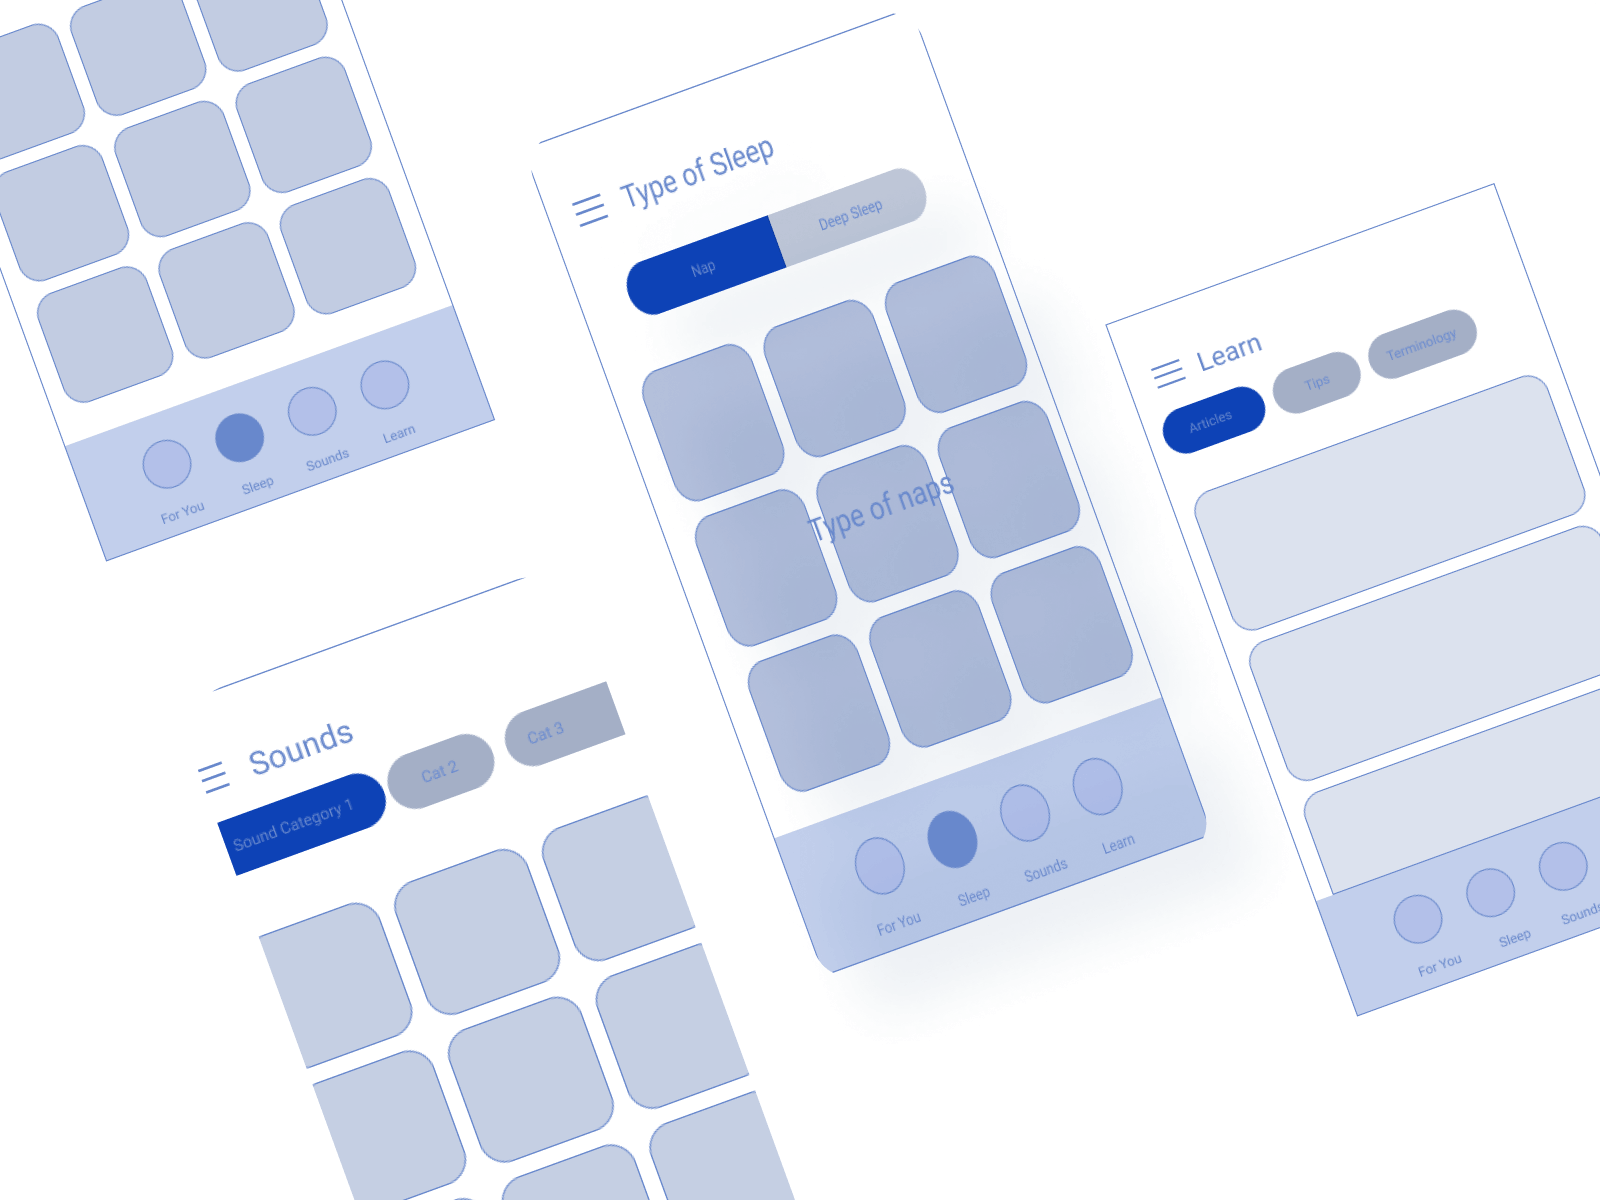 For You
Sleep
Sounds
Learn
Type of Sleep
Nap
Deep Sleep
Type of naps
For You
Sleep
Sounds
Learn
Learn
Articles
Tips
Terminology
For You
Sleep
Sounds
Sounds
Sound Category 1
Cat 2
Cat 3